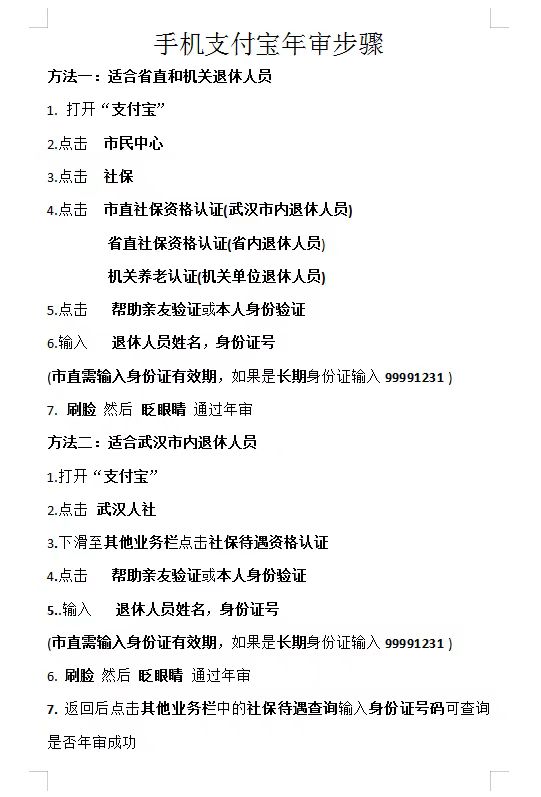 手机支付宝年审步骤
方法一：适合省直和机关退休人员
1. 打开“支付宝”
2.点击 市民中心
3.点击 社保
4.点击 市直社保资格认证(武汉市内退休人员)
省直社保资格认证(省内退休人员)
机关养老认证(机关单位退休人员)
5.点击 帮助亲友验证或本人身份验证
6.输入 退休人员姓名，身份证号
(市直需输入身份证有效期，如果是长期身份证输入 99991231 )
7. 刷脸 然后 眨眼睛 通过年审
方法二：适合武汉市内退休人员
1.打开“支付宝”
2.点击 武汉人社
3.下滑至其他业务栏点击社保待遇资格认证
4.点击 帮助亲友验证或本人身份验证
5..输入 退休人员姓名，身份证号
(市直需输入身份证有效期，如果是长期身份证输入 99991231 )
6. 刷脸 然后 眨眼睛 通过年审
7. 返回后点击其他业务栏中的社保待遇查询输入身份证号码可查询
是否年审成功